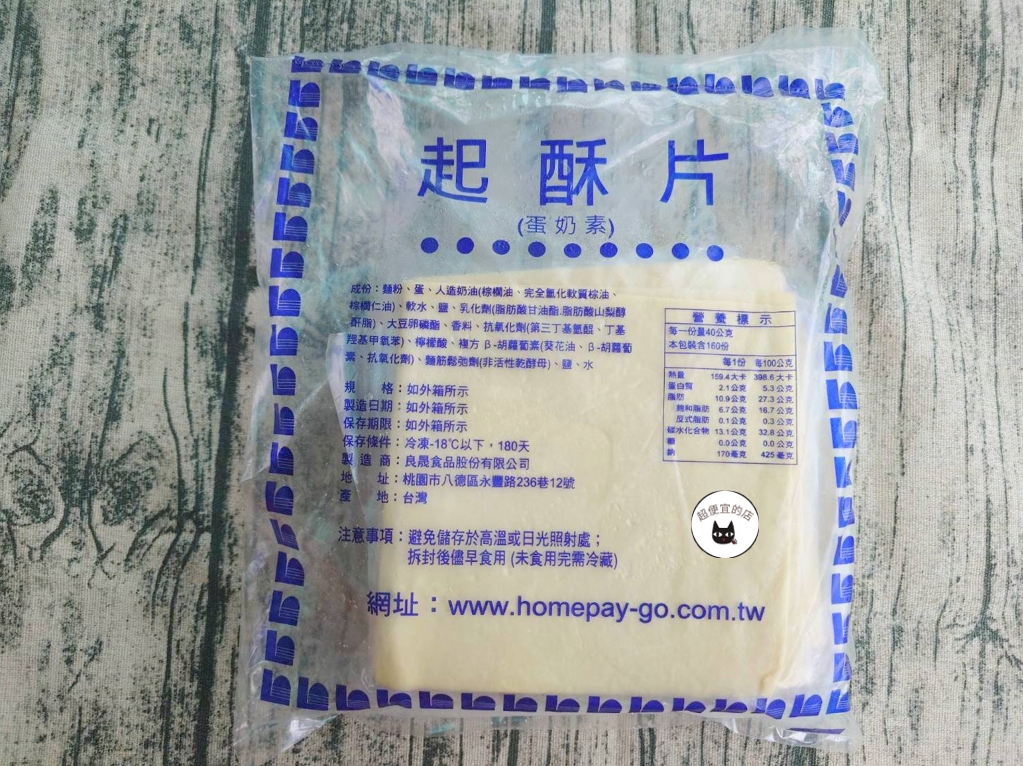 起酥片
(蛋奶素)
成份：麵粉、蛋、人造奶油(棕櫚油、完全氫化軟質棕油、
棕櫚仁油)、軟水、鹽、乳化劑(脂肪酸甘油酯.脂肪酸山梨醇
酐脂)、大豆卵磷酯、香料、抗氧化劑(第三丁基氫醌、丁基
羥基甲氧苯)、檸檬酸、複方β-胡蘿蔔素(葵花油、β-胡蘿蔔
素、抗氧化劑)、麵筋鬆弛劑(非活性乾酵母)、鹽、水
規格：如外箱所示
製造日期：如外箱所示
保存期限：如外箱所示
保存條件：冷凍-18℃以下，180天
製造商：良晟食品股份有限公司
地址：桃園市八德區永豐路236巷12號
產地：台灣
營養標示
每一份量40公克
本包裝含160份
每1份 每100公克
熱量 159.4大卡 398.6大卡
蛋白質 2.1公克 5.3公克
脂肪 10.9公克 27.3公克
飽和脂肪 6.7公克 16.7公克
反式脂肪 0.1公克 0.3公克
碳水化合物 13.1公克 32.8公克
糖 0.0公克 0.0公克
鈉 170毫克 425毫克
超便宜的店
注意事項：避免儲存於高溫或日光照射處；
拆封後儘早食用(未食用完需冷藏)
網址：www.homepay-go.com.tw